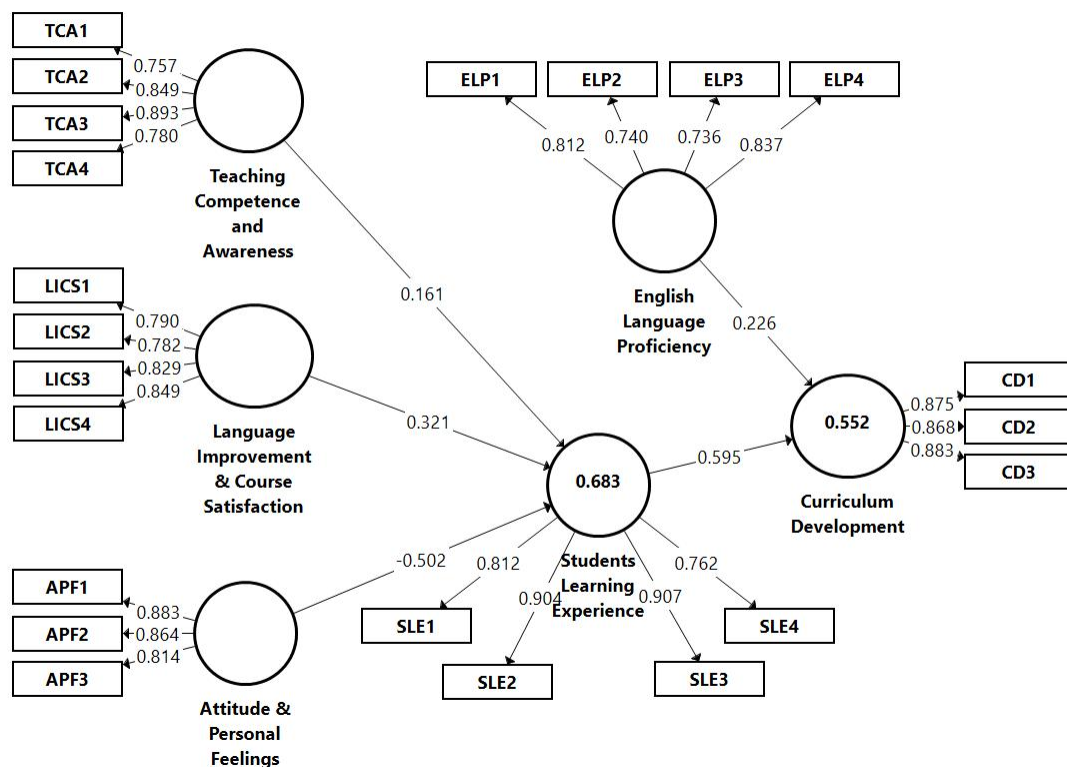 TCA1
0.757
TCA2
0.849
TCA3
0.893
0.780
TCA4
Teaching
Competence
and
Awareness
ELP1
ELP2
ELP3
ELP4
0.812
0.740
0.736
0.837
English
Language
Proficiency
0.161
0.226
LICS1
0.790
LICS2
0.782
LICS3
0.829
0.849
LICS4
Language
Improvement
& Course
Satisfaction
0.321
0.683
0.595
0.552
Curriculum
Development
0.875
CD1
0.868
CD2
0.883
CD3
-0.502
APF1
0.883
APF2
0.864
0.814
APF3
Attitude &
Personal
Feelings
Students
Learning
Experience
0.812
0.904
0.907
0.762
SLE1
SLE2
SLE3
SLE4